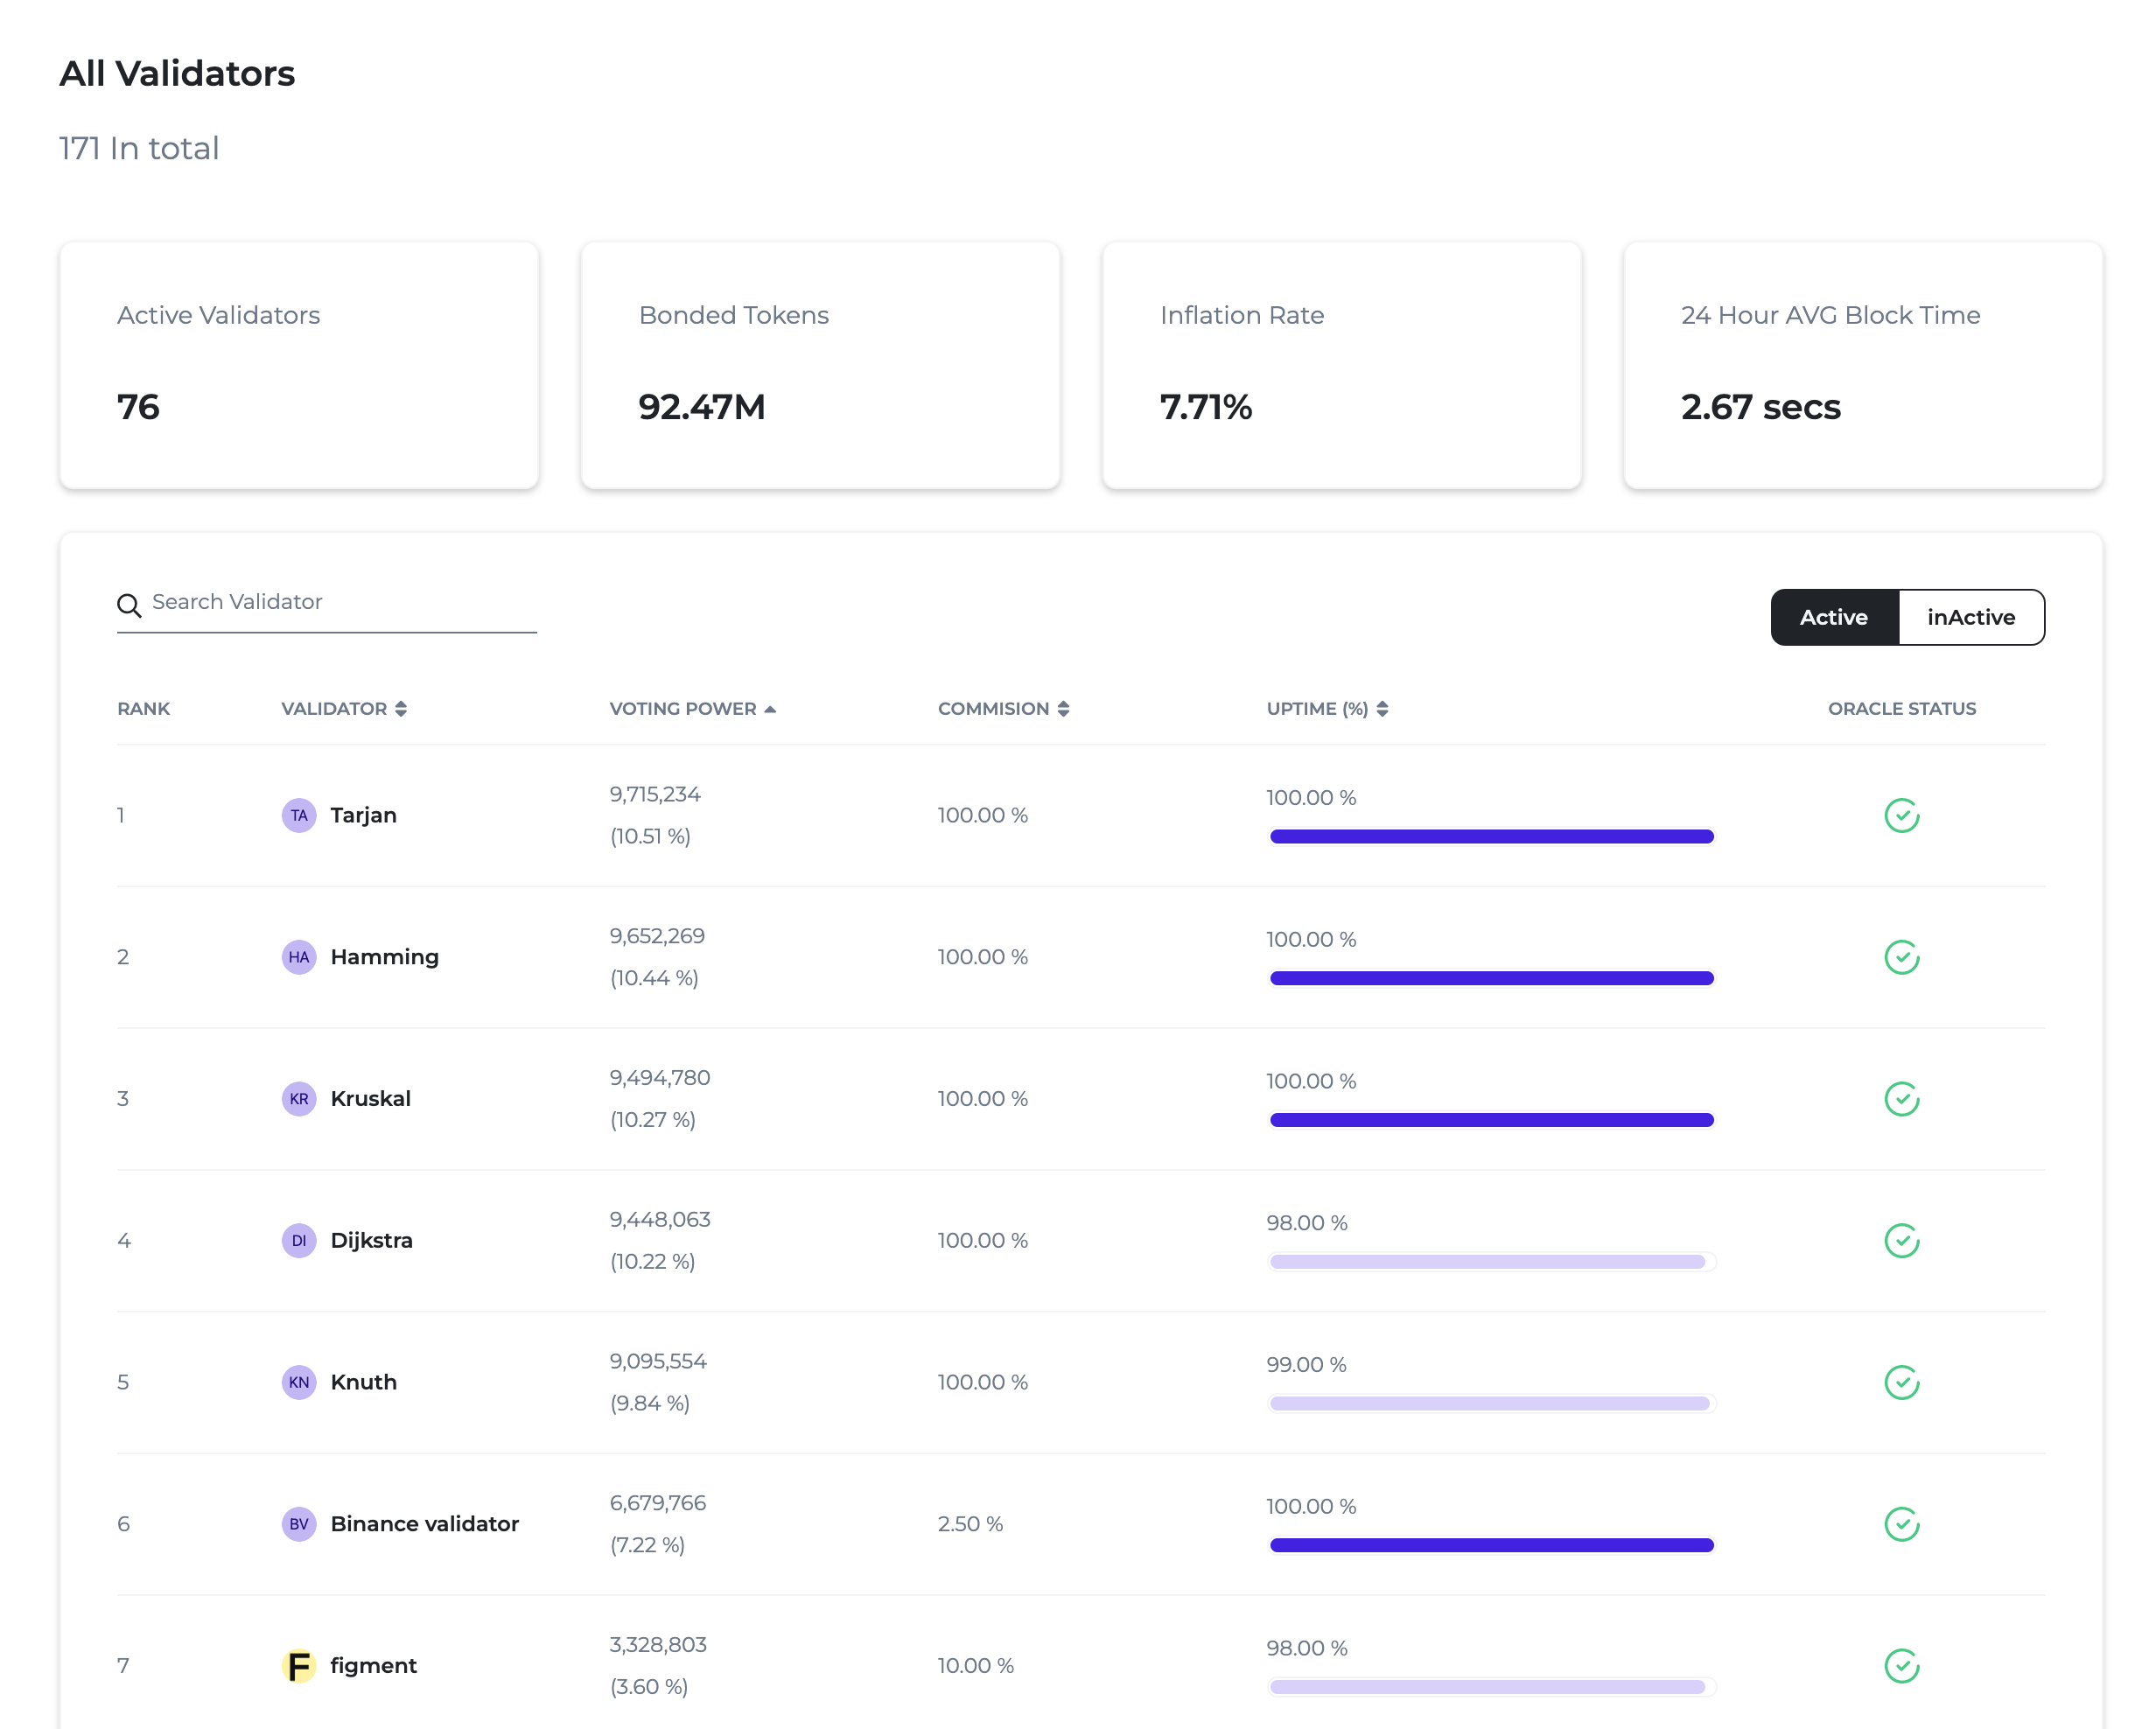 All Validators
171 In total
Active Validators
76
Bonded Tokens
92.47M
Inflation Rate
7.71%
24 Hour AVG Block Time
2.67 secs
Search Validator
Active inActive
RANK VALIDATOR VOTING POWER COMMISION UPTIME (%) ORACLE STATUS
1 TA Tarjan 9,715,234 (10.51 %) 100.00 % 100.00 %
2 HA Hamming 9,652,269 (10.44 %) 100.00 % 100.00 %
3 KR Kruskal 9,494,780 (10.27 %) 100.00 % 100.00 %
4 DI Dijkstra 9,448,063 (10.22 %) 100.00 % 98.00 %
5 KN Knuth 9,095,554 (9.84 %) 100.00 % 99.00 %
6 BV Binance validator 6,679,766 (7.22 %) 2.50 % 100.00 %
7 F figment 3,328,803 (3.60 %) 10.00 % 98.00 %